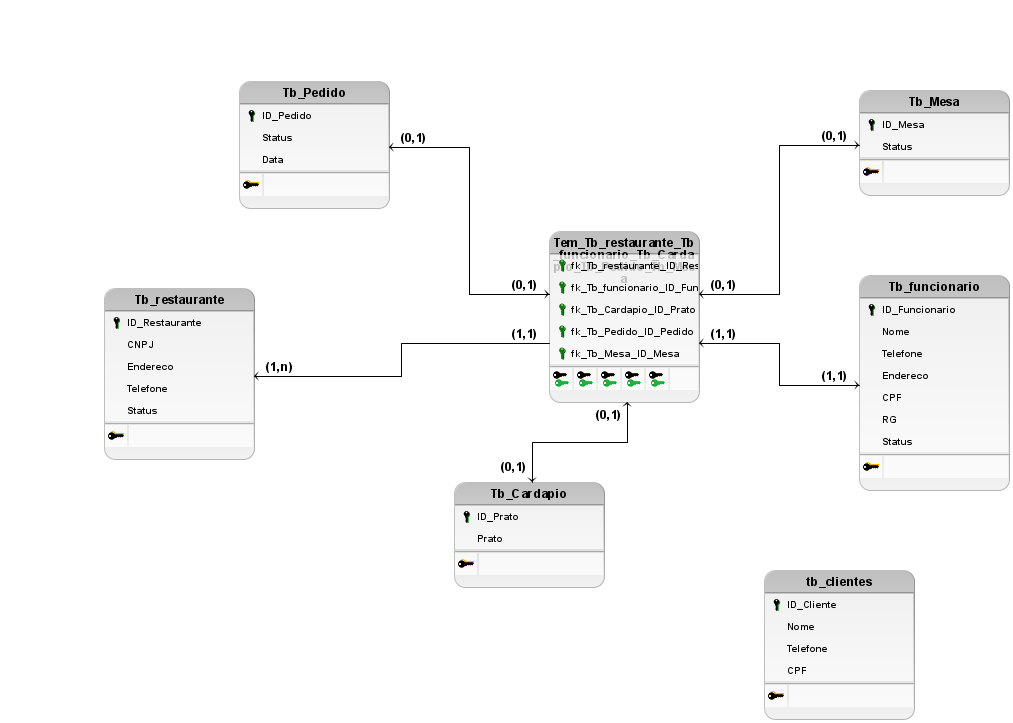 Tb_Pedido
ID_Pedido
Status
Data
(0,1)
Tb_Mesa
ID_Mesa
Status
(0,1)
Tem_Tb_restaurante_Tb
_funcionario_Tb_Carda
fk_Tb_restaurante_ID_Res
fk_Tb_funcionario_ID_Fun
fk_Tb_Cardapio_ID_Prato
fk_Tb_Pedido_ID_Pedido
fk_Tb_Mesa_ID_Mesa
(0,1)
(0,1)
(1,1)
(1,1)
(0,1)
Tb_restaurante
ID_Restaurante
CNPJ
Endereco
Telefone
Status
(1,n)
Tb_funcionario
ID_Funcionario
Nome
Telefone
Endereco
CPF
RG
Status
(1,1)
(0,1)
Tb_Cardapio
ID_Prato
Prato
tb_clientes
ID_Cliente
Nome
Telefone
CPF